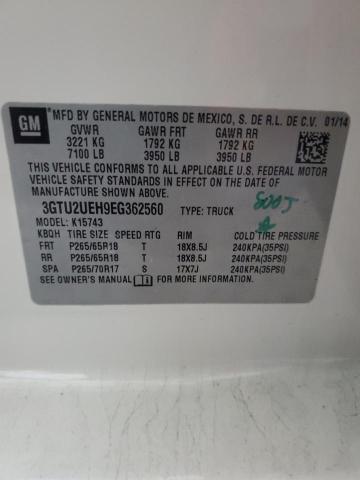 GM
MFD BY GENERAL MOTORS DE MEXICO, S. DE R.L. DE C.V. 01/14
GVWR GAWR FRT GAWR RR
3221 KG 1792 KG 1792 KG
7100 LB 3950 LB 3950 LB
THIS VEHICLE CONFORMS TO ALL APPLICABLE U.S. FEDERAL MOTOR
VEHICLE SAFETY STANDARDS IN EFFECT ON THE DATE OF
MANUFACTURE SHOWN ABOVE.
3GTU2UEH9EG362560 TYPE: TRUCK
MODEL: K15743
KBQH TIRE SIZE SPEED RTG RIM COLD TIRE PRESSURE
FRT P265/65R18 T 18X8.5J 240KPA(35PSI)
RR P265/65R18 T 18X8.5J 240KPA(35PSI)
SPA P265/70R17 S 17X7J 240KPA(35PSI)
SEE OWNER'S MANUAL FOR MORE INFORMATION